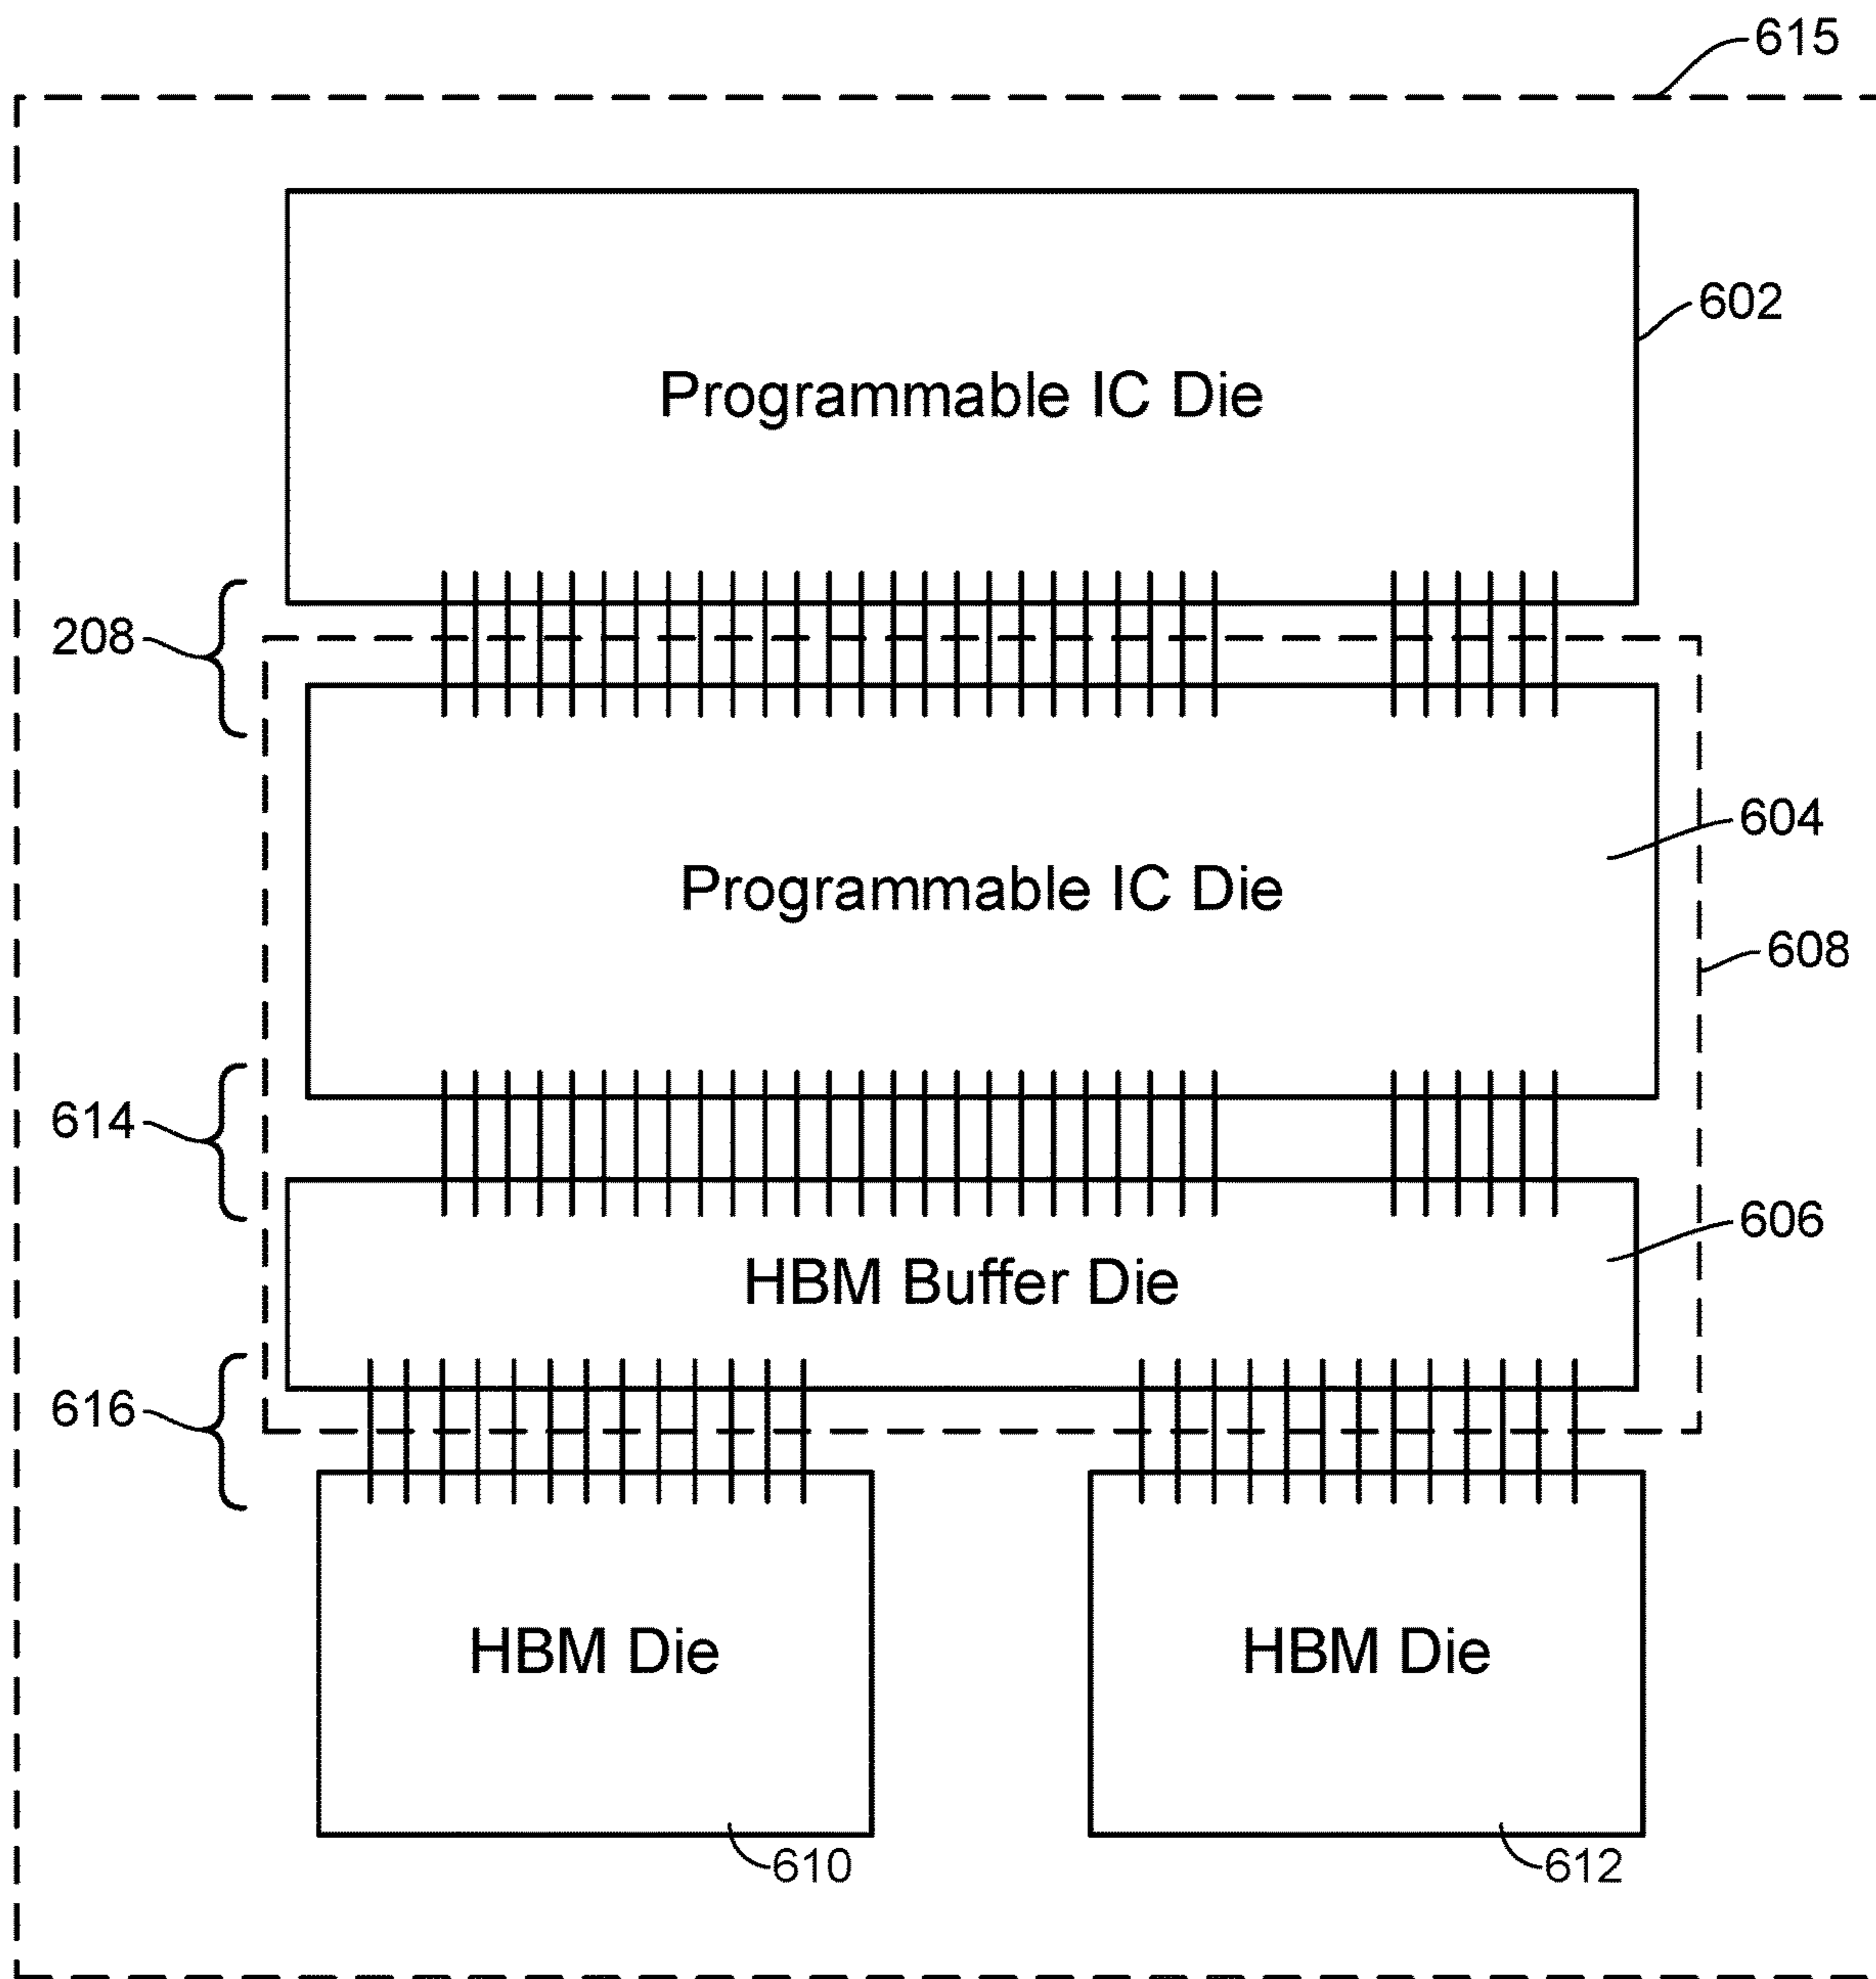 615
602
Programmable IC Die
208
604
Programmable IC Die
608
614
606
HBM Buffer Die
616
HBM Die
HBM Die
610
612